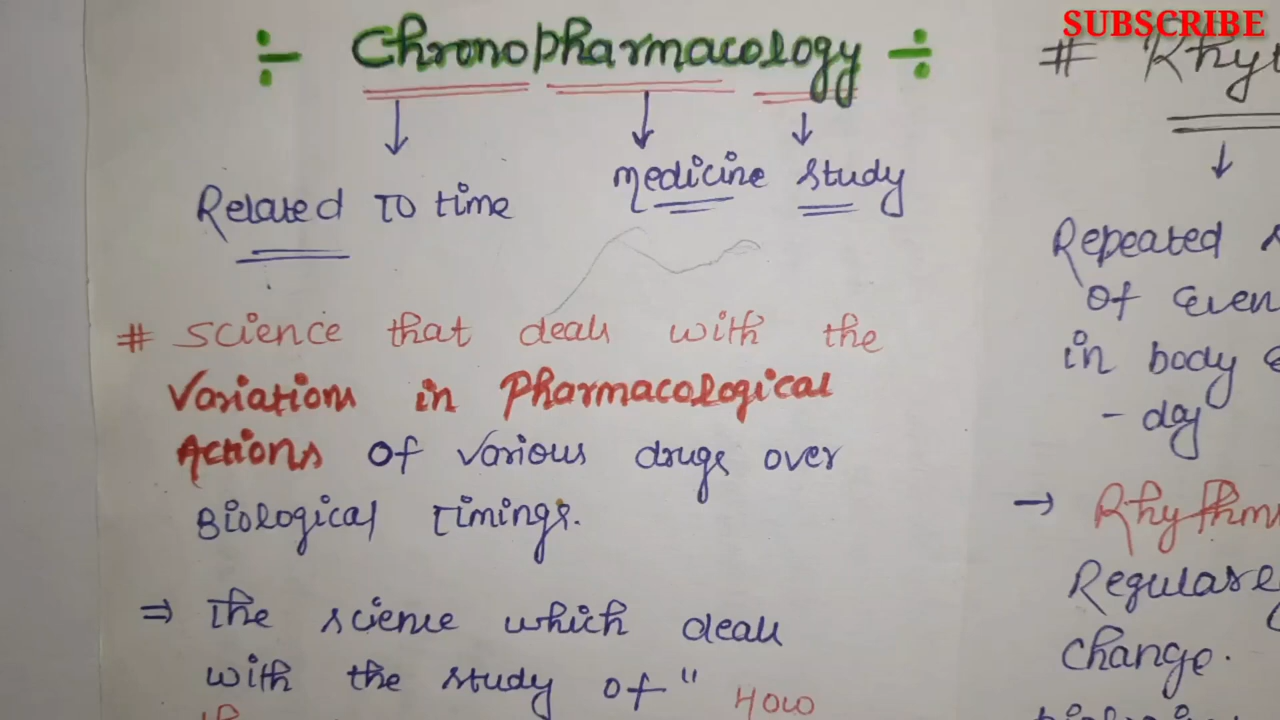 SUBSCRIBE
÷ Chronopharmacology ÷
Related To time
medicine study
# Science that deals with the
Variations in Pharmacological
Actions of various drugs over
Biological Timings.
⇒ The science which deals
with the study of "How
# Rhyt
Repeated
of Even
in body
- day
→ Rhythms
Regular
change.